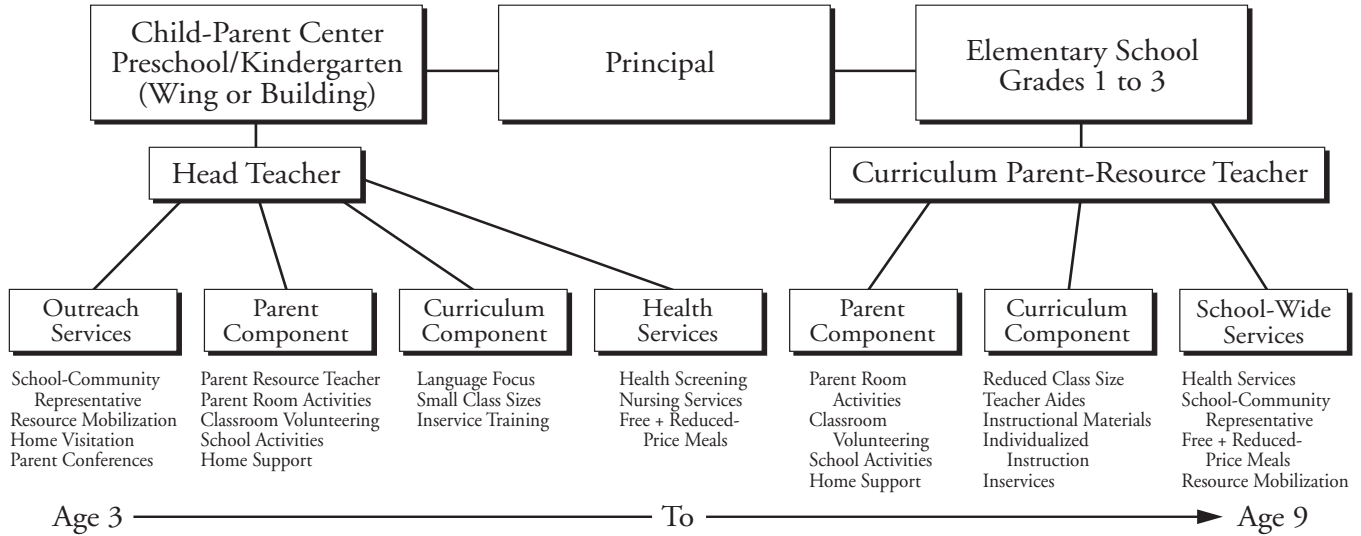 Child-Parent Center
Preschool/Kindergarten
(Wing or Building)
Principal
Elementary School
Grades 1 to 3
Head Teacher
Curriculum Parent-Resource Teacher
Outreach
Services
Parent
Component
Curriculum
Component
Health
Services
Parent
Component
Curriculum
Component
School-Wide
Services
School-Community
Representative
Resource Mobilization
Home Visitation
Parent Conferences
Parent Resource Teacher
Parent Room Activities
Classroom Volunteering
School Activities
Home Support
Language Focus
Small Class Sizes
Inservice Training
Health Screening
Nursing Services
Free + Reduced-
Price Meals
Parent Room
Activities
Classroom
Volunteering
School Activities
Home Support
Reduced Class Size
Teacher Aides
Instructional Materials
Individualized
Instruction
Inservices
Health Services
School-Community
Representative
Free + Reduced-
Price Meals
Resource Mobilization
Age 3 To Age 9